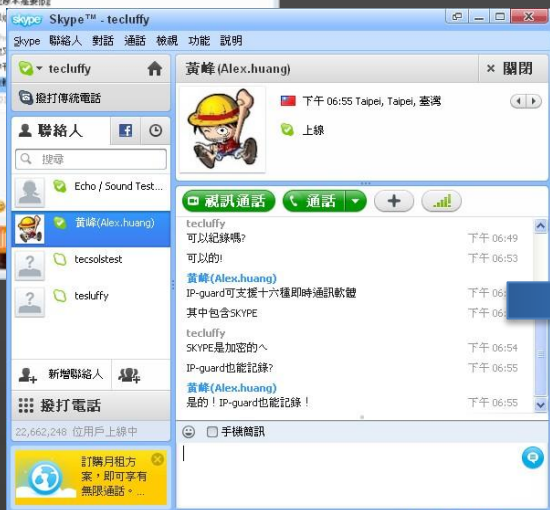 Skype™ - tecluffy
Skype 聯絡人 對話 通話 檢視 功能 說明
tecluffy
撥打傳統電話
聯絡人
搜尋
Echo / Sound Test...
黃峰(Alex.huang)
tecsolstest
tesluffy
新增聯絡人
撥打電話
22,662,248 位用戶上線中
訂購月租方
案，即可享有
無限通話。...
黃峰(Alex.huang)
× 關閉
下午 06:55 Taipei, Taipei, 臺灣
上線
視訊通話
通話
tecluffy
可以紀錄嗎? 下午 06:49
可以的! 下午 06:53
黃峰(Alex.huang)
IP-guard可支援十六種即時通訊軟體 下午
其中包含SKYPE 下午
tecluffy
SKYPE是加密的ㄟ 下午 06:54
IP-guard也能記錄? 下午 06:55
黃峰(Alex.huang)
是的！IP-guard也能記錄！ 下午 06:55
手機簡訊